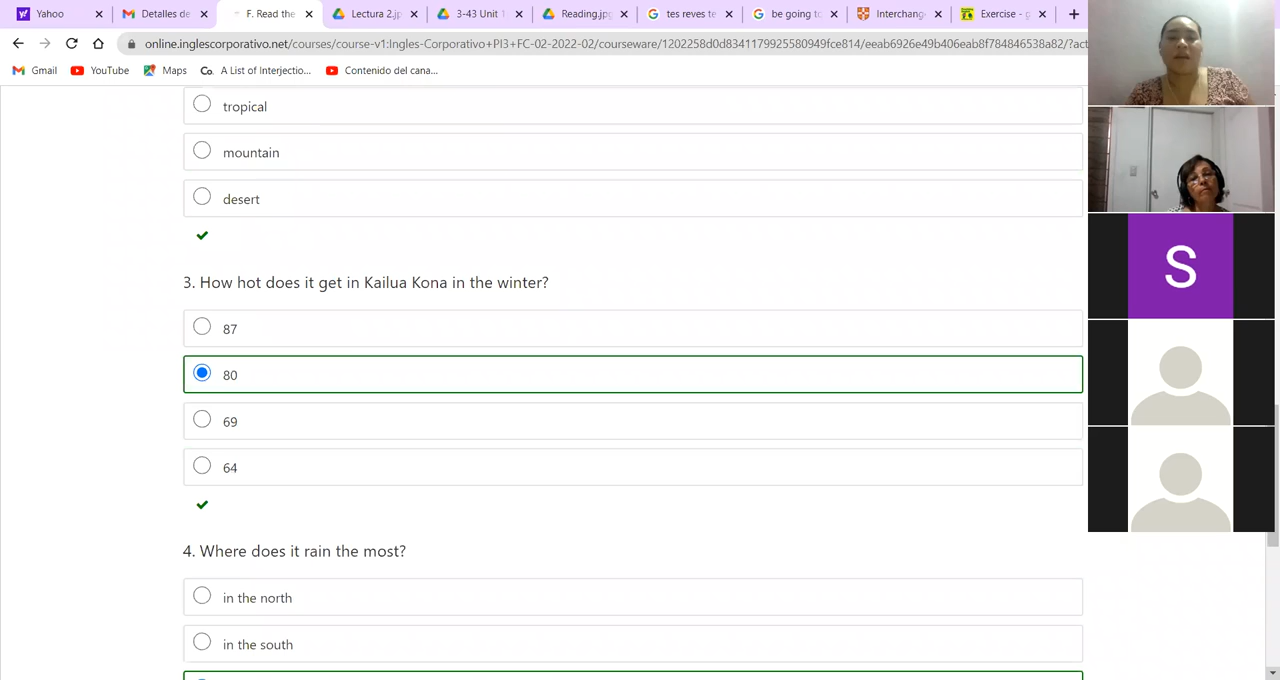 Yahoo
Detalles de
F. Read the
Lectura 2.jp
3-43 Unit 1
Reading.jpg
tes reves te
be going to
Interchang
Exercise - g
online.inglescorporativo.net/courses/course-v1:Ingles-Corporativo+PI3+FC-02-2022-02/courseware/1202258d0d8341179925580949fce814/eeab6926e49b406eab8f784846538a82/?act
Gmail
YouTube
Maps
Co. A List of Interjectio...
Contenido del cana...
tropical
mountain
desert
3. How hot does it get in Kailua Kona in the winter?
87
80
69
64
4. Where does it rain the most?
in the north
in the south
S